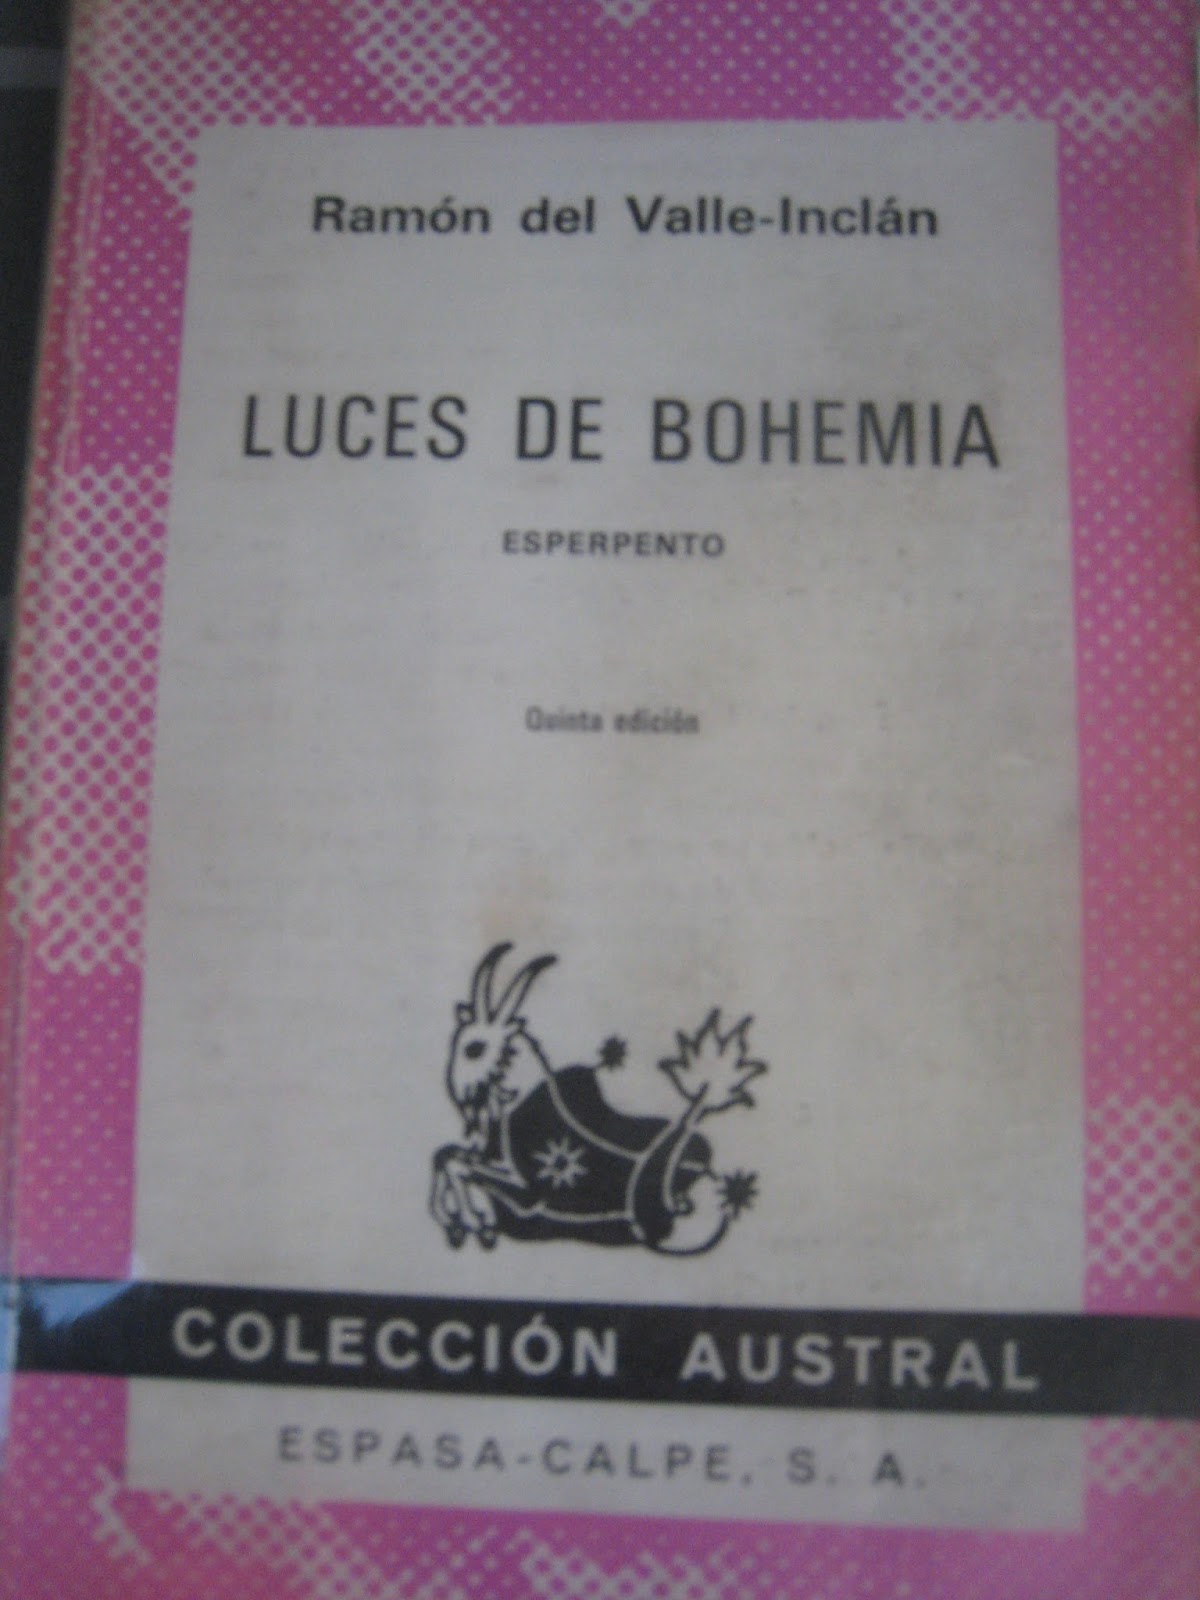 Ramón del Valle-Inclán
LUCES DE BOHEMIA
ESPERPENTO
Quinta edición
COLECCIÓN AUSTRAL
ESPASA-CALPE, S. A.